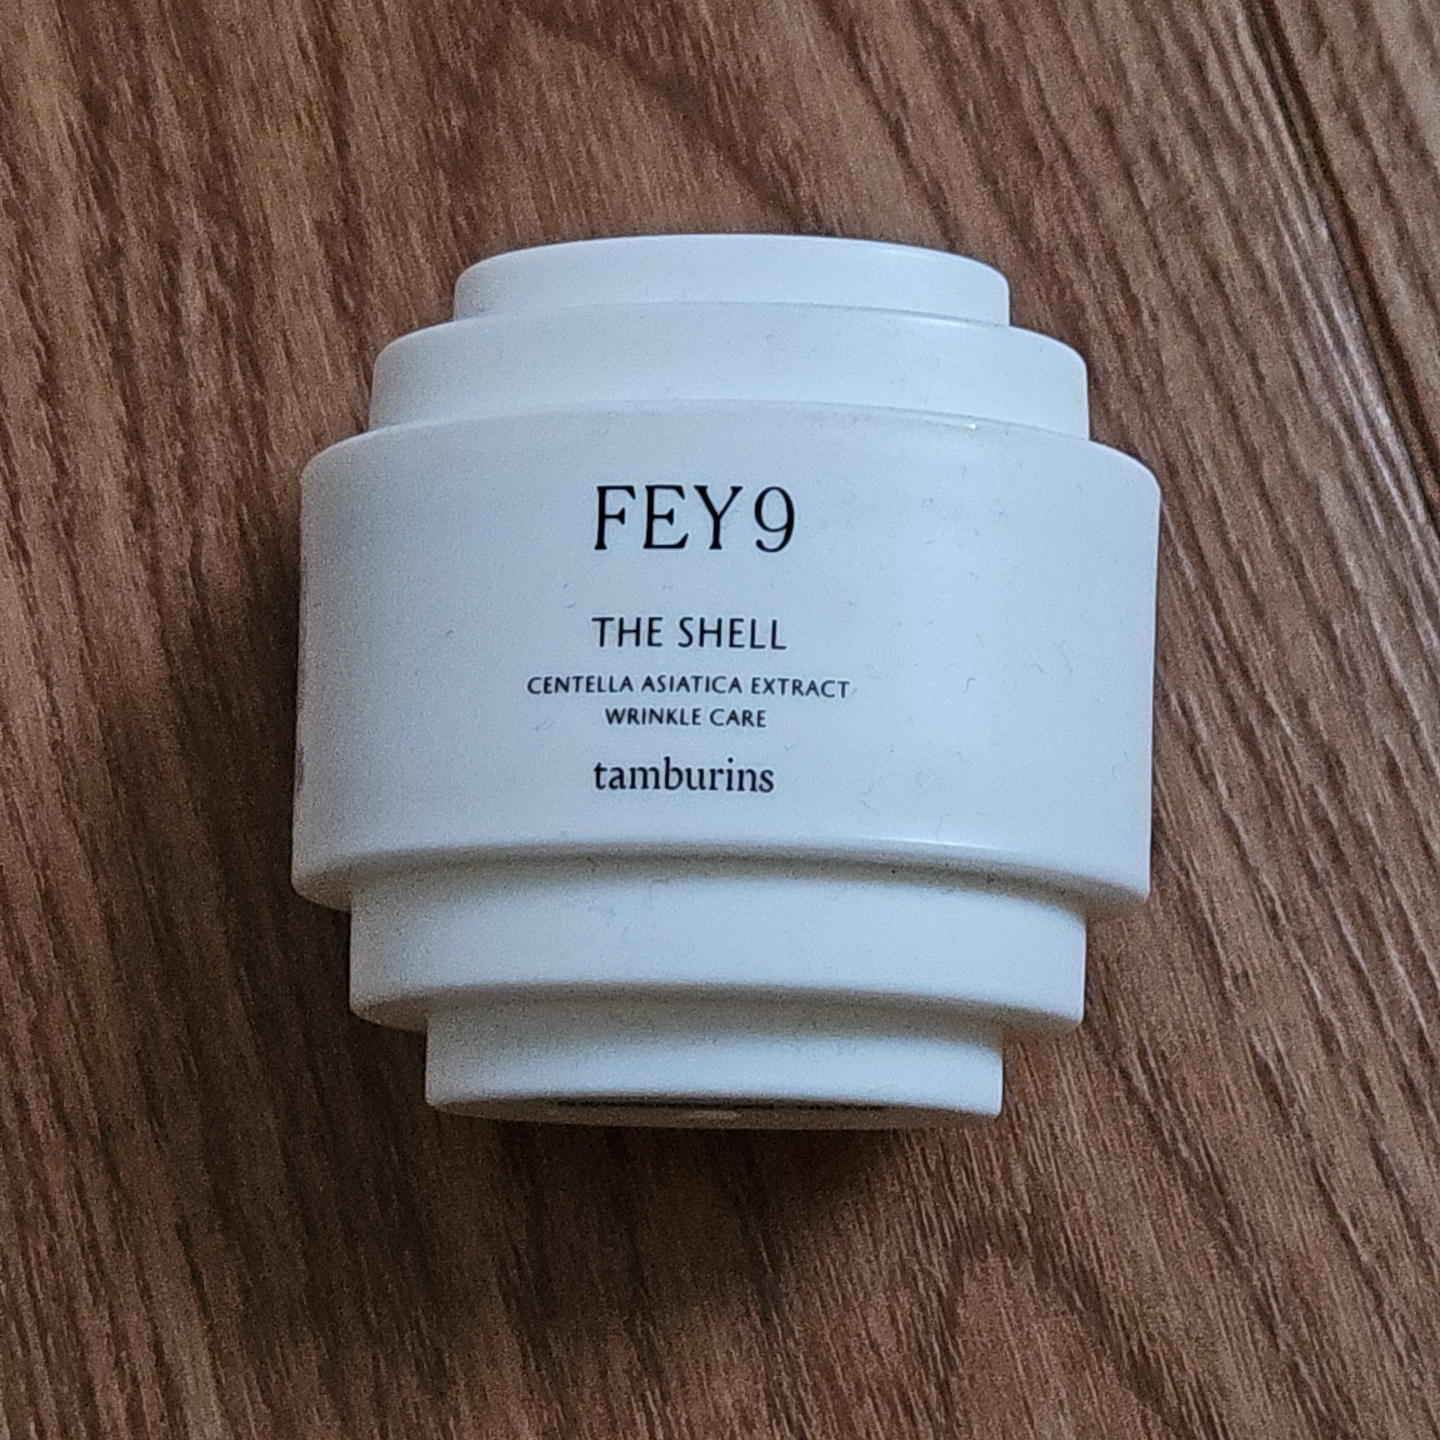 FEY9
THE SHELL
CENTELLA ASIATICA EXTRACT
WRINKLE CARE
tamburins